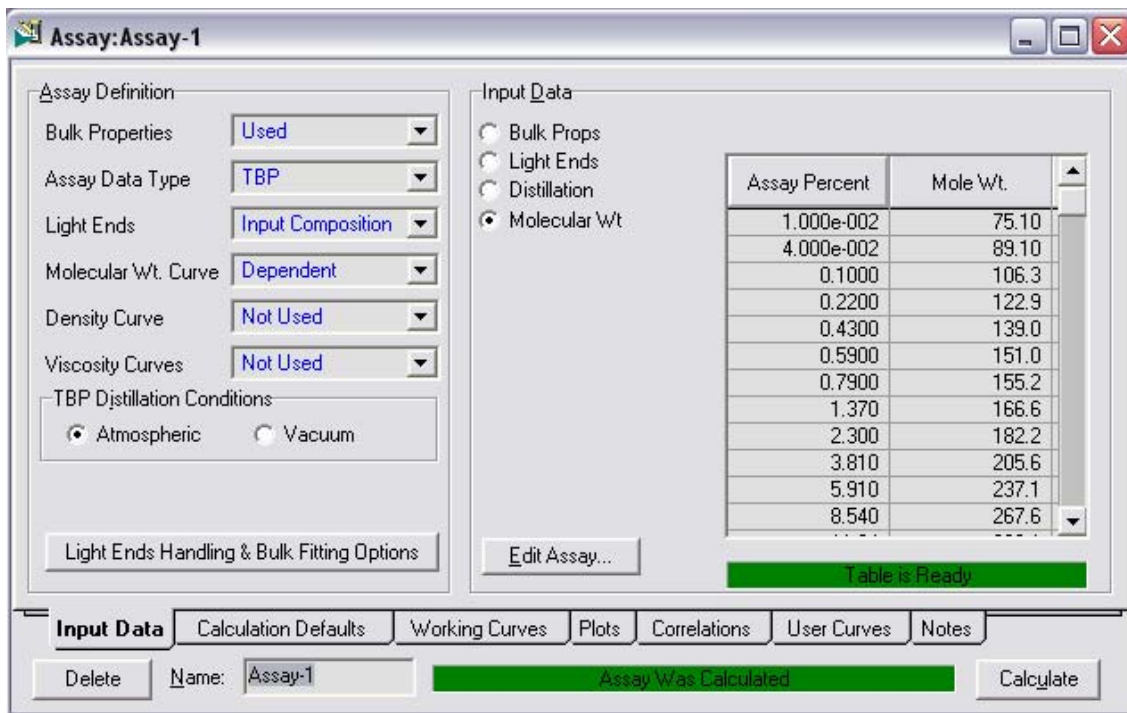 Assay:Assay-1
Assay Definition
Bulk Properties Used
Assay Data Type TBP
Light Ends Input Composition
Molecular Wt. Curve Dependent
Density Curve Not Used
Viscosity Curves Not Used
TBP Distillation Conditions
Atmospheric Vacuum
Light Ends Handling & Bulk Fitting Options
Input Data
Bulk Props
Light Ends
Distillation
Molecular Wt
Edit Assay...
Assay Percent Mole Wt.
1.000e-002 75.10
4.000e-002 89.10
0.1000 106.3
0.2200 122.9
0.4300 139.0
0.5900 151.0
0.7900 155.2
1.370 166.6
2.300 182.2
3.810 205.6
5.910 237.1
8.540 267.6
Table is Ready
Input Data Calculation Defaults Working Curves Plots Correlations User Curves Notes
Delete Name: Assay-1 Assay Was Calculated Calculate